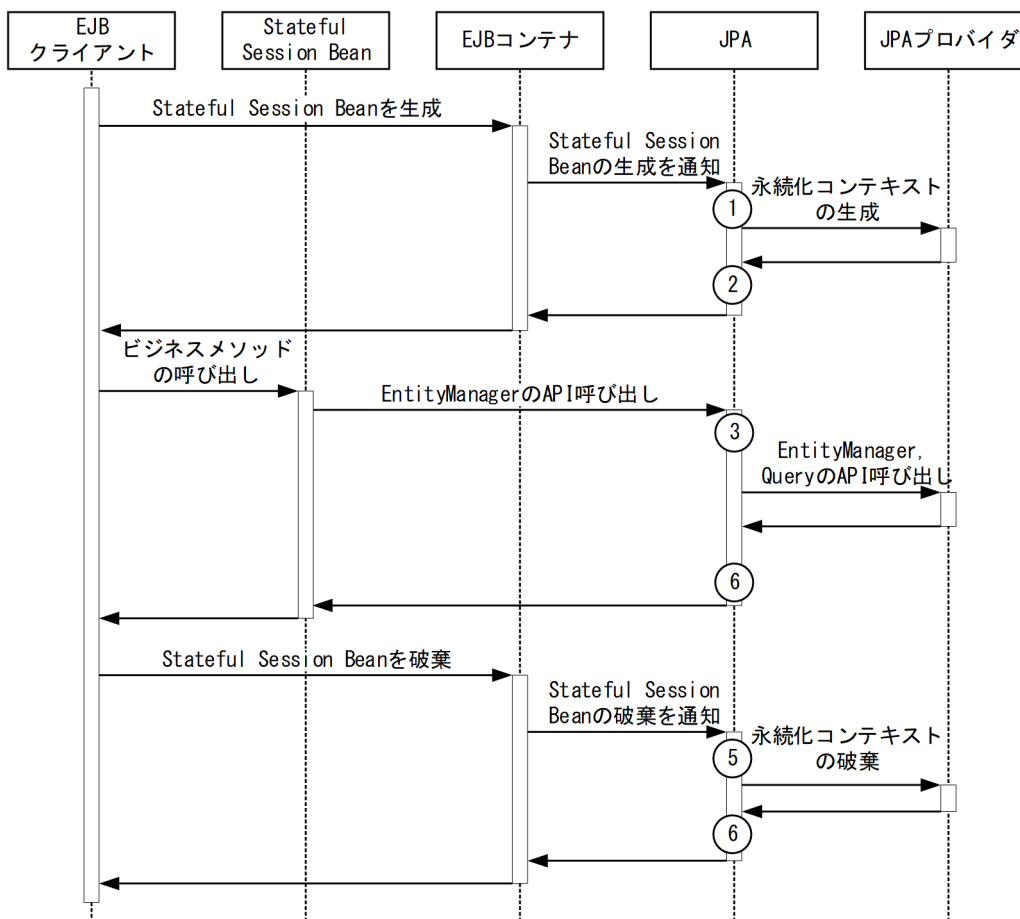 EJB
クライアント
Stateful
Session Bean
EJBコンテナ
JPA
JPAプロバイダ
Stateful Session Beanを生成
Stateful Session
Beanの生成を通知
1
永続化コンテキスト
の生成
2
ビジネスメソッド
の呼び出し
EntityManagerのAPI呼び出し
3
EntityManager,
QueryのAPI呼び出し
6
Stateful Session Beanを破棄
Stateful Session
Beanの破棄を通知
5
永続化コンテキスト
の破棄
6